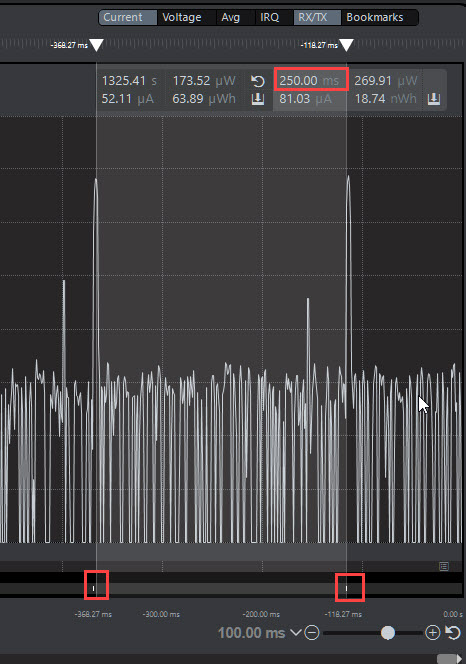 Current Voltage Avg IRQ RX/TX Bookmarks
-368.27 ms -118.27 ms
1325.41 s 173.52 µW 250.00 ms 269.91 µW
52.11 µA 63.89 µWh 81.03 µA 18.74 nWh
-368.27 ms -300.00 ms -200.00 ms -118.27 ms 0.00 s
100.00 ms